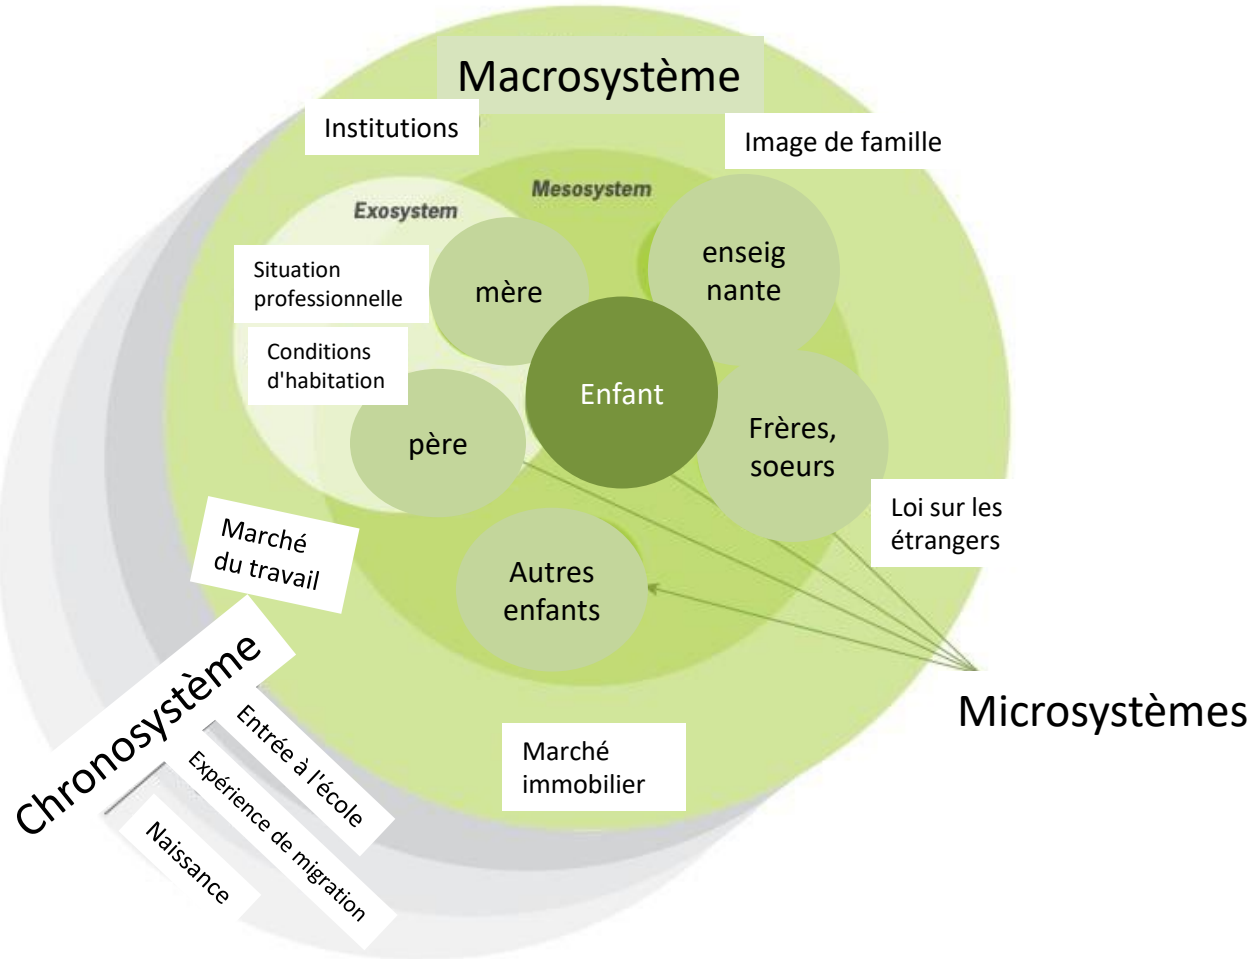 Macrosystème
Institutions
Image de famille
Mesosystem
Exosystem
enseig
nante
Situation
professionnelle
mère
Conditions
d'habitation
Enfant
père
Frères,
soeurs
Loi sur les
étrangers
Marché
du travail
Autres
enfants
Microsystèmes
Chronosystème
Entrée à l'école
Expérience de migration
Naissance
Marché
immobilier